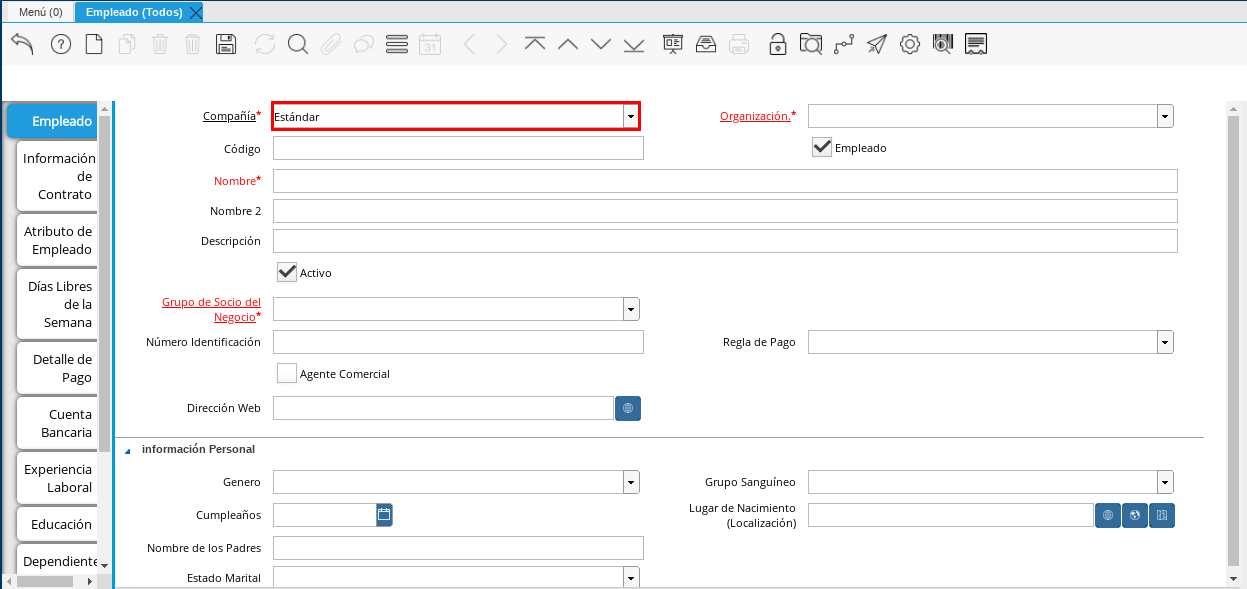 Menú (0)
Empleado (Todos)
31
Empleado
Información
de
Contrato
Atributo de
Empleado
Días Libres
de la
Semana
Detalle de
Pago
Cuenta
Bancaria
Experiencia
Laboral
Educación
Dependiente
Compañía*
Estándar
Organización.*
Código
Empleado
Nombre*
Nombre 2
Descripción
Activo
Grupo de Socio del
Negocio*
Número Identificación
Regla de Pago
Agente Comercial
Dirección Web
información Personal
Genero
Grupo Sanguíneo
Cumpleaños
Lugar de Nacimiento
(Localización)
Nombre de los Padres
Estado Marital